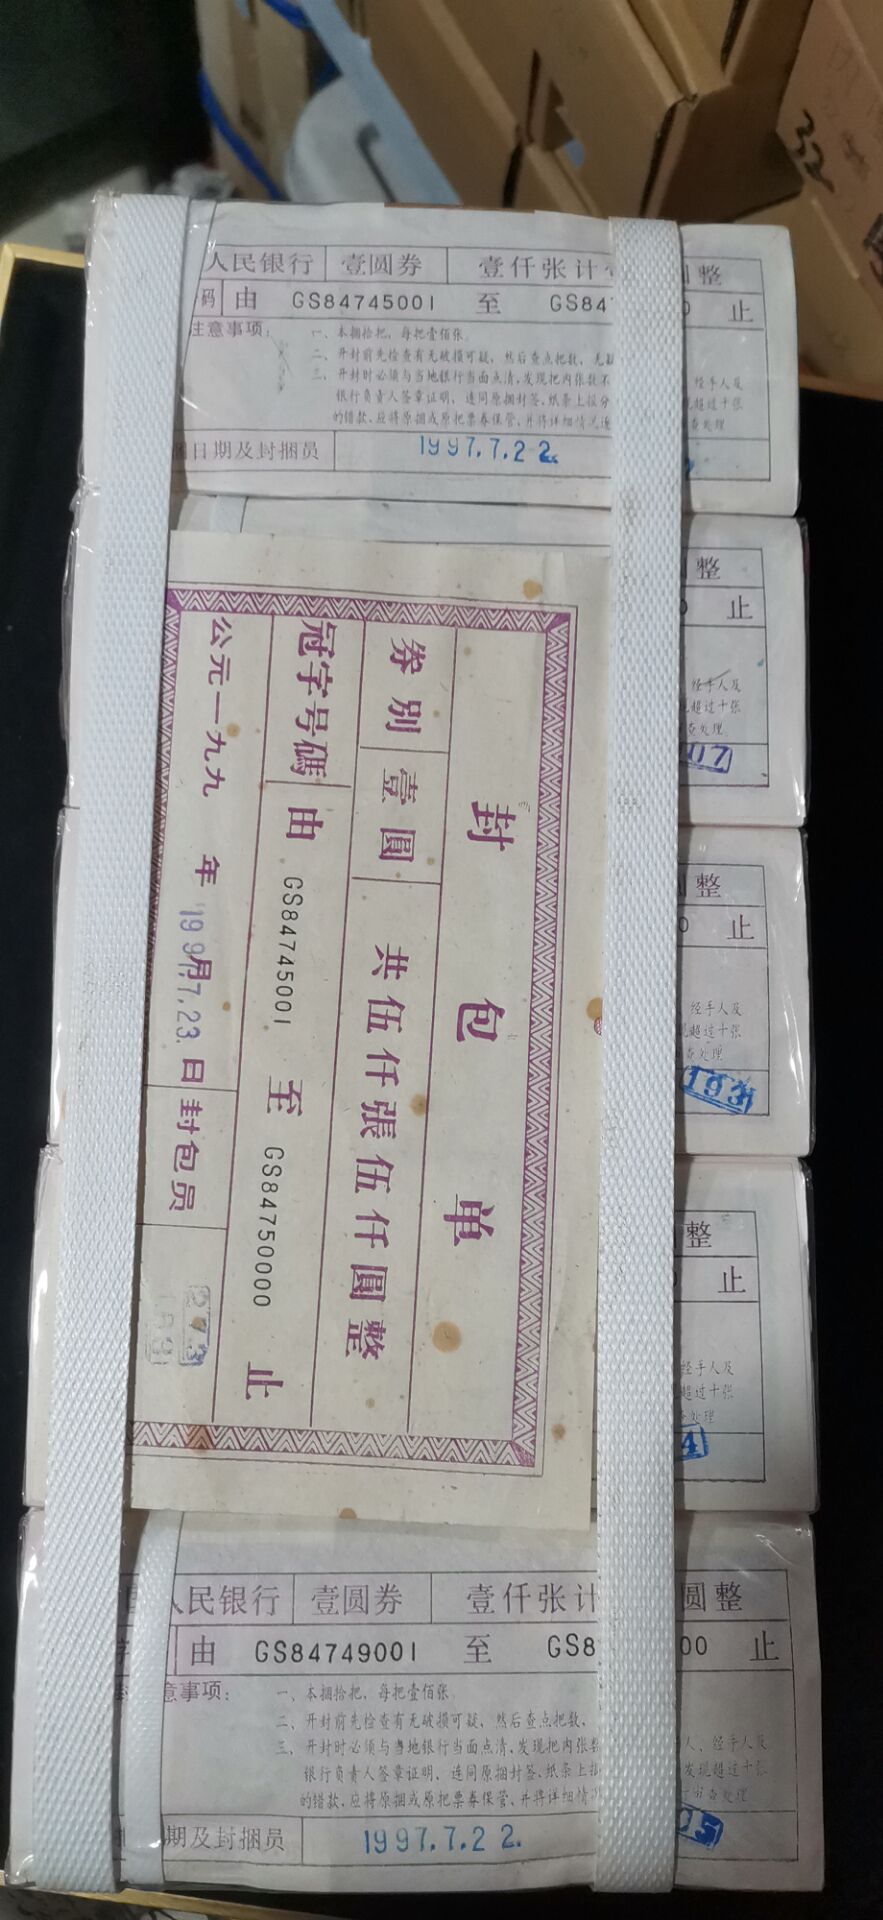 32
人民银行 壹圆券 壹仟张计 圆整
码 由 GS84745001 至 GS84 0 止
注意事项: 一、本捆拾把，每把壹佰张
二、开封前先检查有无破损可疑、然后查点把数、无
三、开封时必须与当地银行当面点清、发现把内张数不 经手人及
银行负责人签章证明、连同原捆封签、纸条上报分 超过十张
的错款、应将原捆或原把票券保管、并将详细情况 查处理
日期及封捆员 1997.7.22.
整
0 止
经手人及
超过十张
查处理
07
封包单
券别 壹圆 共伍仟張伍仟圓整
冠字号碼 由 GS84745001 至 GS84750000 止
公元一九九 年 1997.7.23. 月 日 封包员
273
圆整
0 止
经手人及
超过十张
查处理
整
止
经手人及
超过十张
处理
4
人民银行 壹圆券 壹仟张计 圆整
由 GS84749001 至 GS8 00 止
意事项: 一、本捆拾把，每把壹佰张
二、开封前先检查有无破损可疑、然后查点把数、
三、开封时必须与当地银行当面点清、发现把内张数 人、经手人及
银行负责人签章证明、连同原捆封签、纸条上报 发现超过十张
的错款、应将原捆或原把票券保管、并将详细情 查处理
期及封捆员 1997.7.22. 05